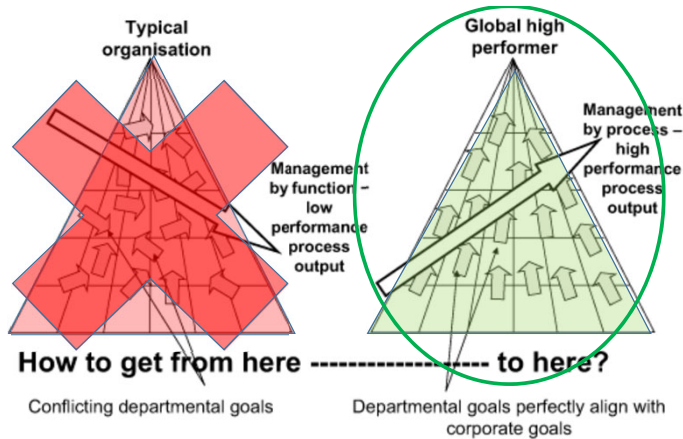 Typical
organisation
Global high
performer
Management
by function –
low
performance
process
output
Management
by process –
high
performance
process
output
How to get from here ------------------- to here?
Conflicting departmental goals
Departmental goals perfectly align with
corporate goals